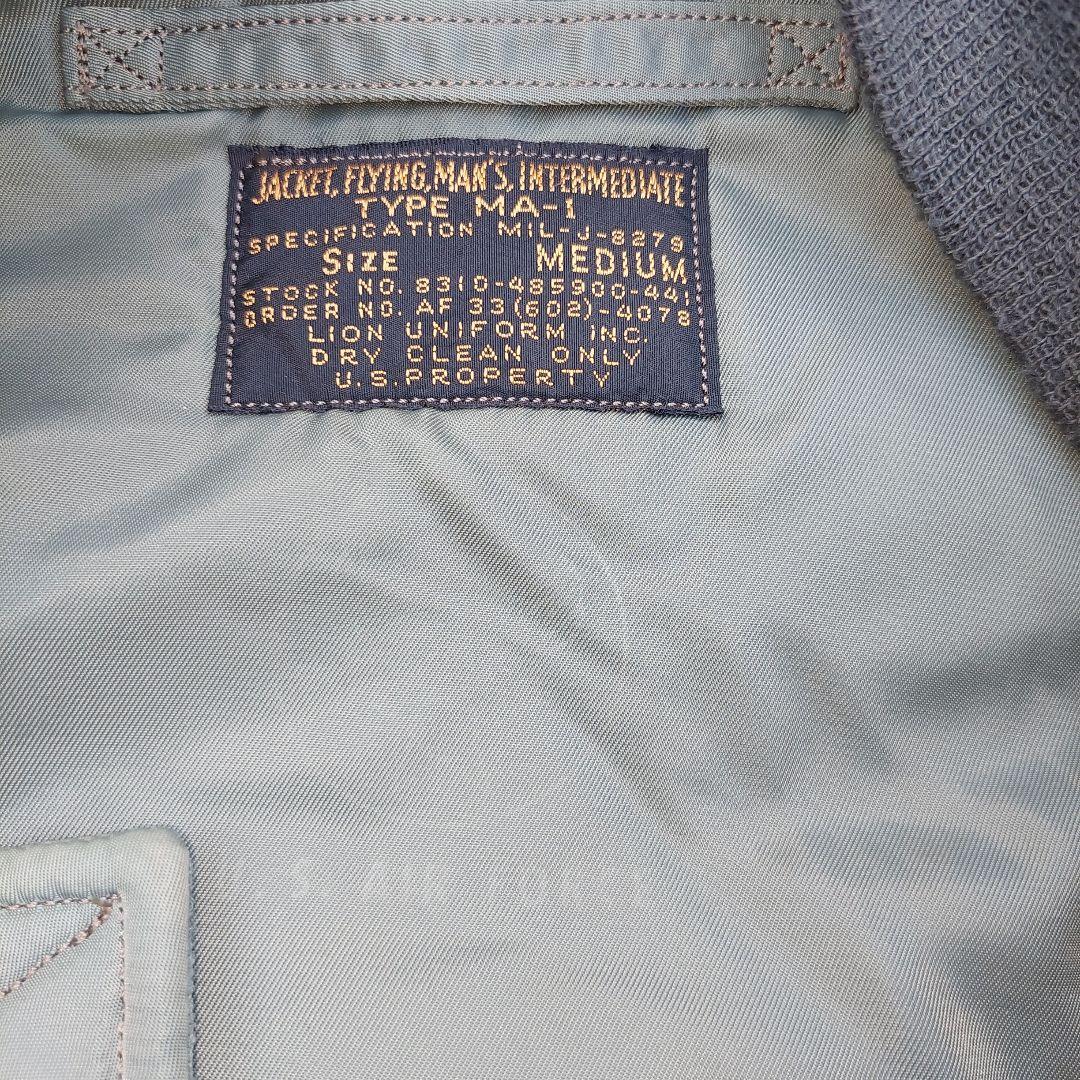 JACKET, FLYING, MAN'S, INTERMEDIATE
TYPE MA-1
SPECIFICATION MIL-J-8279
SIZE MEDIUM
STOCK NO. 8310-485900-441
ORDER NO. AF 33(602)-4078
LION UNIFORM INC.
DRY CLEAN ONLY
U.S. PROPERTY